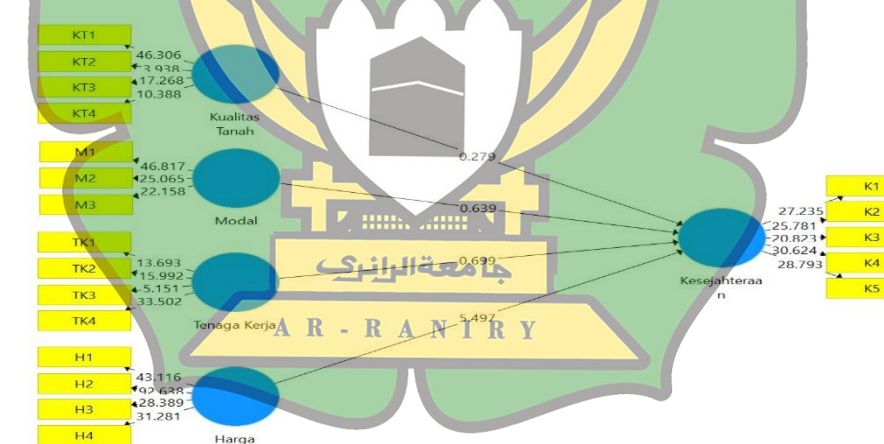 KT1
KT2
KT3
KT4
46.306
3.938
17.268
10.388
Kualitas
Tanah
0.279
M1
M2
M3
46.817
25.065
22.158
Modal
0.639
TK1
TK2
TK3
TK4
13.693
15.992
5.151
33.502
Tenaga Kerja
0.699
H1
H2
H3
H4
43.116
92.638
28.389
31.281
Harga
5.497
Kesejahteraa
n
27.235
25.781
20.823
30.624
28.793
K1
K2
K3
K4
K5
جامعةالرانري
AR-RANIRY